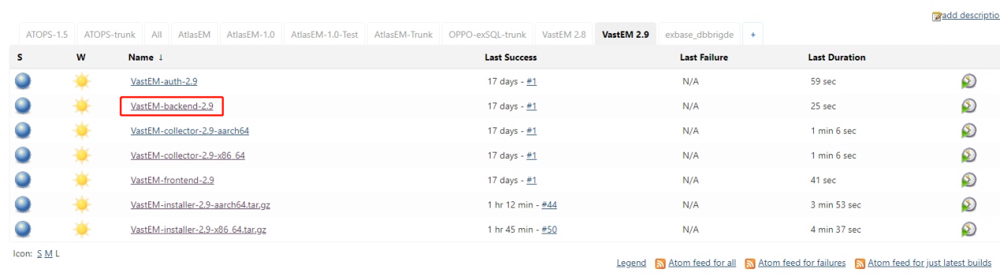 add descriptio
ATOPS-1.5 ATOPS-trunk All AtlasEM AtlasEM-1.0 AtlasEM-1.0-Test AtlasEM-Trunk OPPO-exSQL-trunk VastEM 2.8 VastEM 2.9 exbase_dbbrigde +
S W Name ↓ Last Success Last Failure Last Duration
VastEM-auth-2.9 17 days - #1 N/A 59 sec
VastEM-backend-2.9 17 days - #1 N/A 25 sec
VastEM-collector-2.9-aarch64 17 days - #1 N/A 1 min 6 sec
VastEM-collector-2.9-x86_64 17 days - #1 N/A 1 min 6 sec
VastEM-frontend-2.9 17 days - #1 N/A 41 sec
VastEM-installer-2.9-aarch64.tar.gz 1 hr 12 min - #44 N/A 3 min 53 sec
VastEM-installer-2.9-x86_64.tar.gz 1 hr 45 min - #50 N/A 4 min 37 sec
Icon: S M L
Legend Atom feed for all Atom feed for failures Atom feed for just latest builds